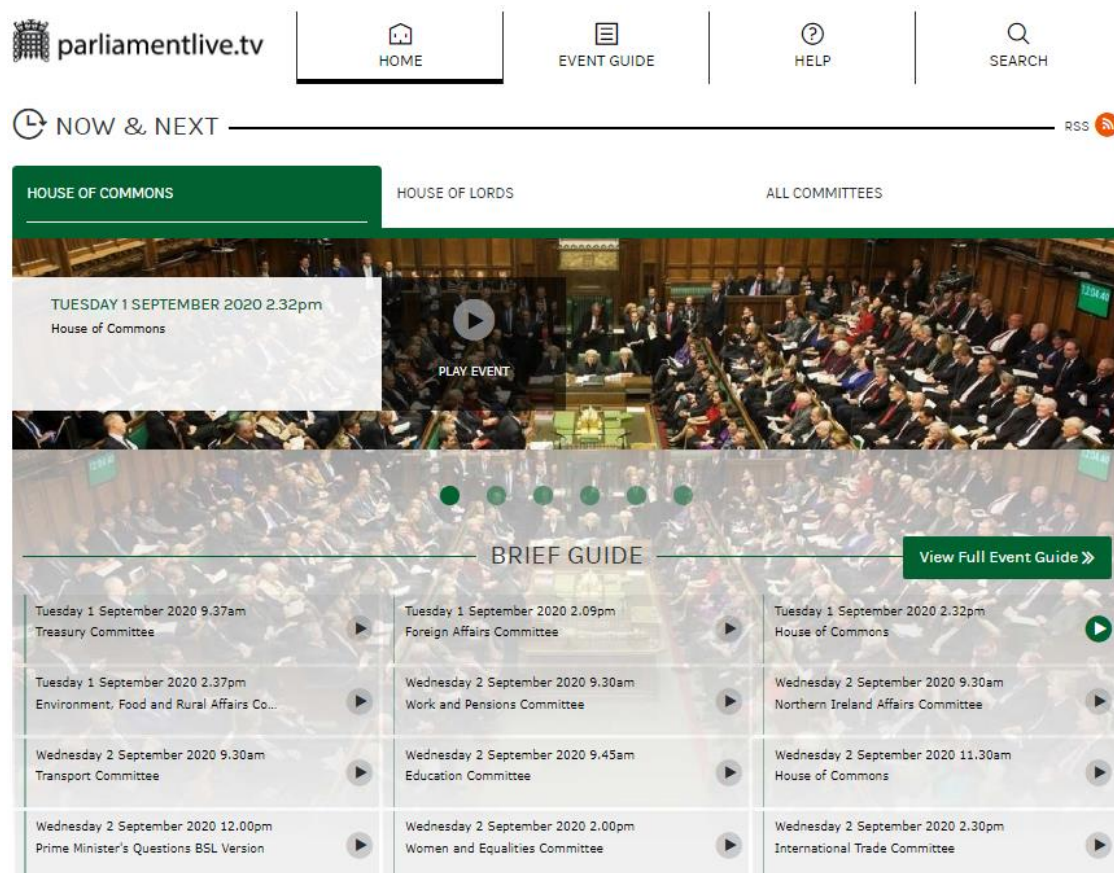 parliamentlive.tv
HOME
EVENT GUIDE
HELP
SEARCH
NOW & NEXT
RSS
HOUSE OF COMMONS
HOUSE OF LORDS
ALL COMMITTEES
TUESDAY 1 SEPTEMBER 2020 2.32pm
House of Commons
PLAY EVENT
12:04:40
12:04:40
BRIEF GUIDE
View Full Event Guide »
Tuesday 1 September 2020 9.37am
Treasury Committee
Tuesday 1 September 2020 2.09pm
Foreign Affairs Committee
Tuesday 1 September 2020 2.32pm
House of Commons
Tuesday 1 September 2020 2.37pm
Environment, Food and Rural Affairs Co...
Wednesday 2 September 2020 9.30am
Work and Pensions Committee
Wednesday 2 September 2020 9.30am
Northern Ireland Affairs Committee
Wednesday 2 September 2020 9.30am
Transport Committee
Wednesday 2 September 2020 9.45am
Education Committee
Wednesday 2 September 2020 11.30am
House of Commons
Wednesday 2 September 2020 12.00pm
Prime Minister's Questions BSL Version
Wednesday 2 September 2020 2.00pm
Women and Equalities Committee
Wednesday 2 September 2020 2.30pm
International Trade Committee